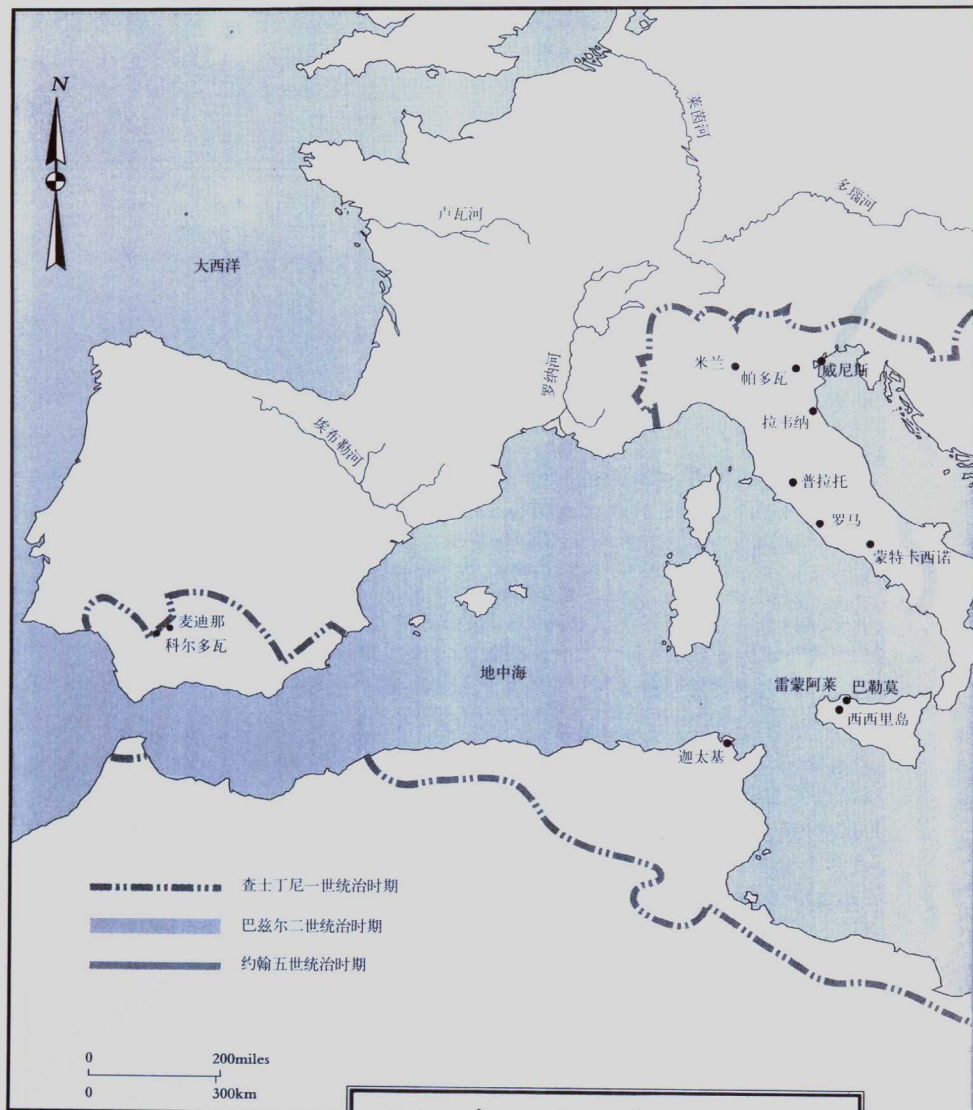 N
莱茵河
多瑙河
卢瓦河
大西洋
罗纳河
米兰
帕多瓦
威尼斯
埃布勒河
拉韦纳
普拉托
罗马
蒙特卡西诺
麦迪那
科尔多瓦
地中海
雷蒙阿莱
巴勒莫
西西里岛
迦太基
查士丁尼一世统治时期
巴兹尔二世统治时期
约翰五世统治时期
0 200miles
0 300km